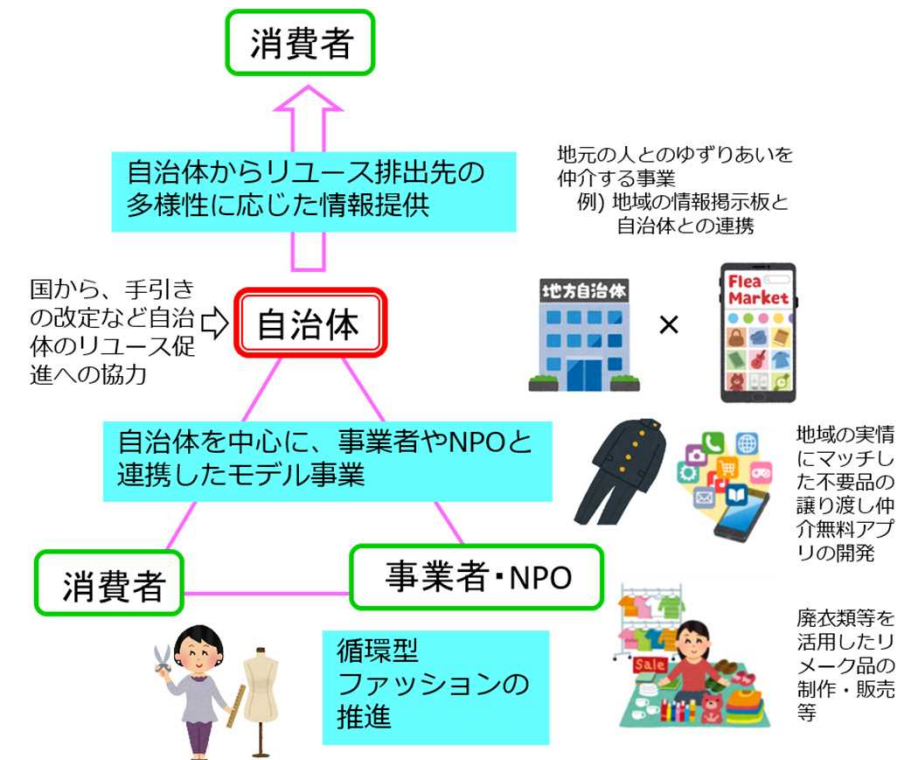 消費者
自治体からリユース排出先の
多様性に応じた情報提供
地元の人とのゆずりあいを
仲介する事業
例) 地域の情報掲示板と
自治体との連携
国から、手引き
の改定など自治
体のリユース促
進への協力
自治体
地方自治体
×
Flea
Market
自治体を中心に、事業者やNPOと
連携したモデル事業
地域の実情
にマッチし
た不要品の
譲り渡し仲
介無料アプ
リの開発
消費者
事業者・NPO
循環型
ファッションの
推進
Sale
廃衣類等を
活用したリ
メーク品の
制作・販売
等